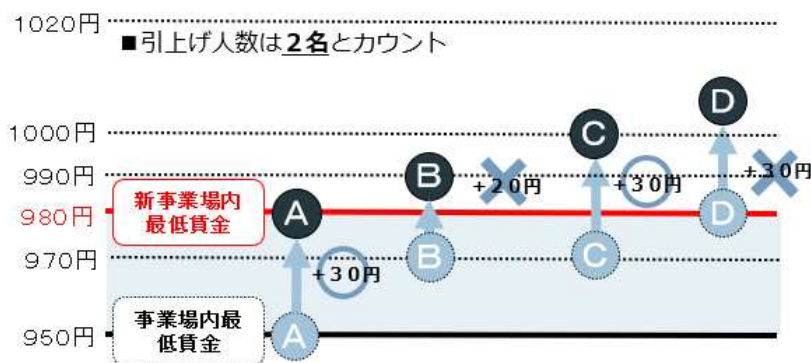 1020円
■引上げ人数は２名とカウント
D
1000円
C
990円
B
+20円
+30円
+30円
新事業場内
最低賃金
980円
A
D
970円
B
C
+30円
事業場内最
低賃金
950円
A